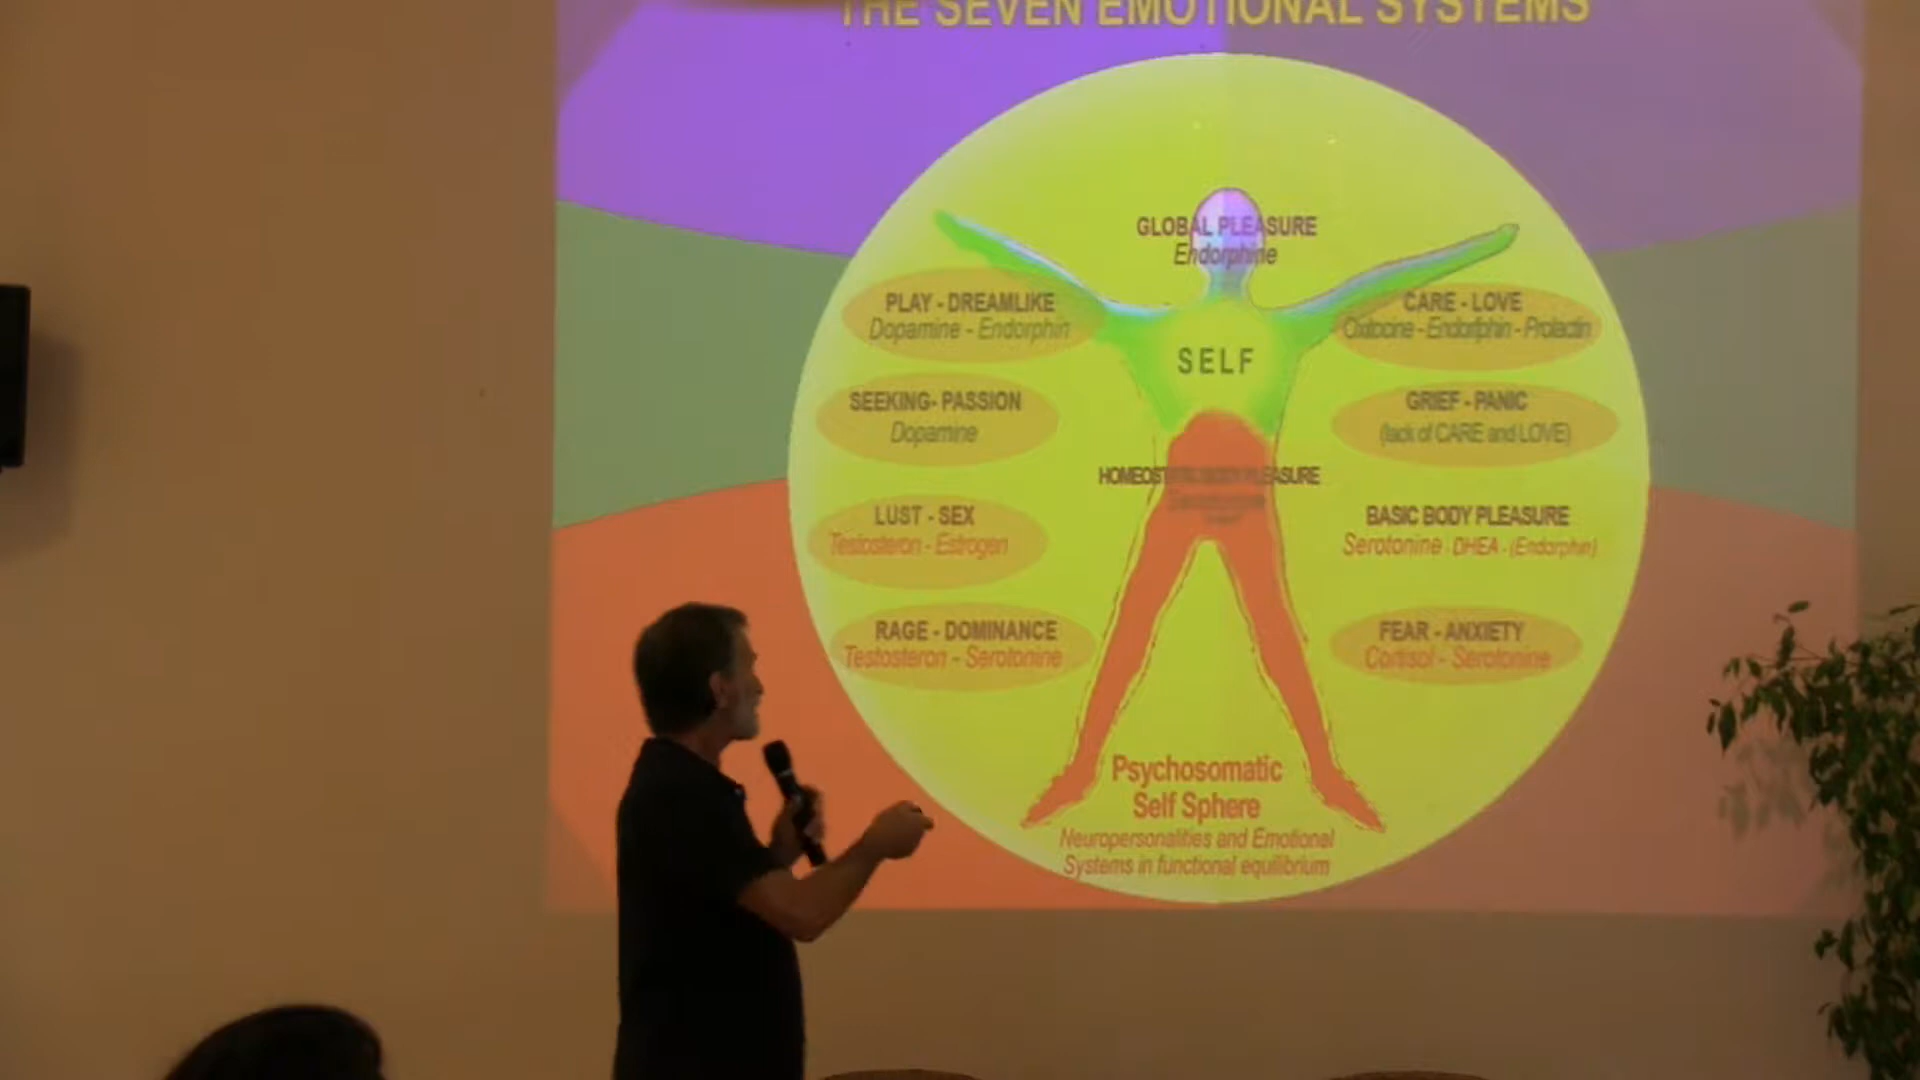 THE SEVEN EMOTIONAL SYSTEMS
GLOBAL PLEASURE
Endorphine
PLAY - DREAMLIKE
Dopamine - Endorphin
CARE - LOVE
Endorphin - Prolactin
SELF
SEEKING- PASSION
Dopamine
GRIEF - PANIC
(lack of CARE and LOVE)
PLEASURE
LUST - SEX
Testosteron - Estrogen
BASIC BODY PLEASURE
Serotonine DHEA - (Endorphin)
RAGE - DOMINANCE
Testosteron - Serotonine
FEAR - ANXIETY
Cortisol - Serotonine
Psychosomatic
Self Sphere
Neuropersonalities and Emotional
Systems in functional equilibrium